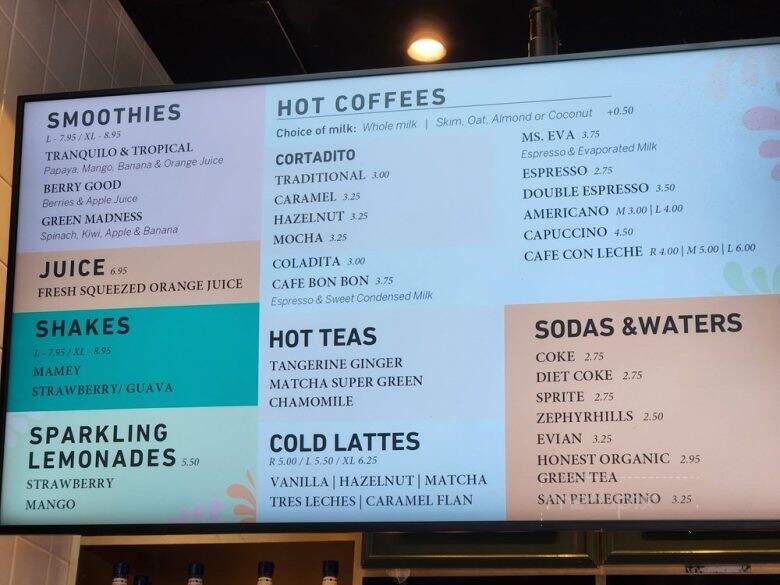 SMOOTHIES
L - 7.95 / XL - 8.95
TRANQUILO & TROPICAL
Papaya, Mango, Banana & Orange Juice
BERRY GOOD
Berries & Apple Juice
GREEN MADNESS
Spinach, Kiwi, Apple & Banana
JUICE 6.95
FRESH SQUEEZED ORANGE JUICE
SHAKES
L - 7.95 / XL - 8.95
MAMEY
STRAWBERRY/ GUAVA
SPARKLING
LEMONADES 5.50
STRAWBERRY
MANGO
HOT COFFEES
Choice of milk: Whole milk | Skim, Oat, Almond or Coconut +0.50
CORTADITO
TRADITIONAL 3.00
CARAMEL 3.25
HAZELNUT 3.25
MOCHA 3.25
COLADITA 3.00
CAFE BON BON 3.75
Espresso & Sweet Condensed Milk
MS. EVA 3.75
Espresso & Evaporated Milk
ESPRESSO 2.75
DOUBLE ESPRESSO 3.50
AMERICANO M 3.00 | L 4.00
CAPUCCINO 4.50
CAFE CON LECHE R 4.00 | M 5.00 | L 6.00
HOT TEAS
TANGERINE GINGER
MATCHA SUPER GREEN
CHAMOMILE
COLD LATTES
R 5.00 / L 5.50 / XL 6.25
VANILLA | HAZELNUT | MATCHA
TRES LECHES | CARAMEL FLAN
SODAS &WATERS
COKE 2.75
DIET COKE 2.75
SPRITE 2.75
ZEPHYRHILLS 2.50
EVIAN 3.25
HONEST ORGANIC 2.95
GREEN TEA
SAN PELLEGRINO 3.25